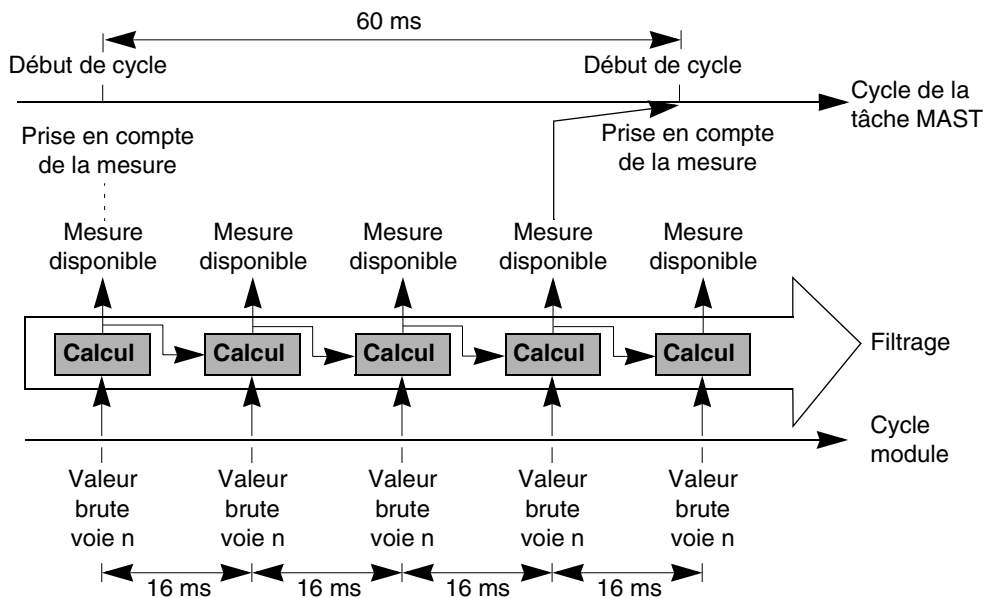 60 ms
Début de cycle
Début de cycle
Cycle de la
tâche MAST
Prise en compte
de la mesure
Prise en compte
de la mesure
Mesure
disponible
Mesure
disponible
Mesure
disponible
Mesure
disponible
Mesure
disponible
Calcul
Calcul
Calcul
Calcul
Calcul
Filtrage
Cycle
module
Valeur
brute
voie n
Valeur
brute
voie n
Valeur
brute
voie n
Valeur
brute
voie n
Valeur
brute
voie n
16 ms
16 ms
16 ms
16 ms